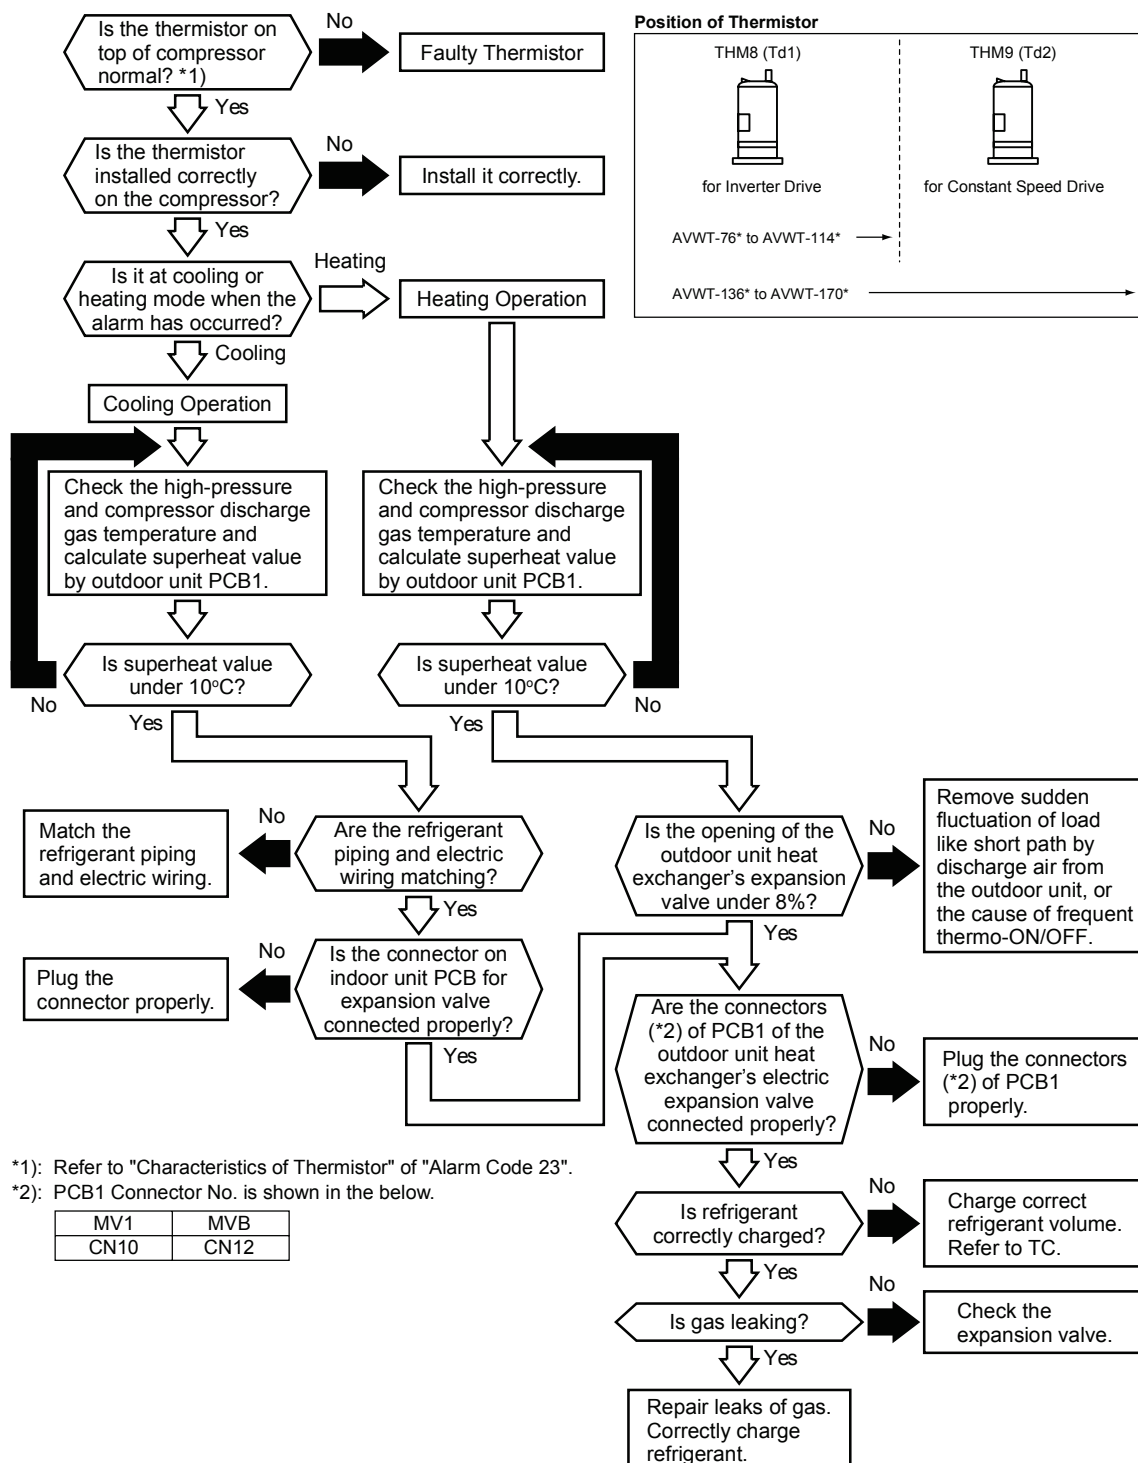 Is the thermistor on
top of compressor
normal? *1)
No
Faulty Thermistor
Yes
Is the thermistor
installed correctly
on the compressor?
No
Install it correctly.
Yes
Is it at cooling or
heating mode when the
alarm has occurred?
Heating
Heating Operation
Cooling
Cooling Operation
Position of Thermistor
THM8 (Td1)
THM9 (Td2)
for Inverter Drive
for Constant Speed Drive
AVWT-76* to AVWT-114*
AVWT-136* to AVWT-170*
Check the high-pressure
and compressor discharge
gas temperature and
calculate superheat value
by outdoor unit PCB1.
Check the high-pressure
and compressor discharge
gas temperature and
calculate superheat value
by outdoor unit PCB1.
Is superheat value
under 10°C?
No
Yes
Is superheat value
under 10°C?
No
Yes
Are the refrigerant
piping and electric
wiring matching?
No
Match the
refrigerant piping
and electric wiring.
Yes
Is the connector on
indoor unit PCB for
expansion valve
connected properly?
No
Plug the
connector properly.
Yes
Is the opening of the
outdoor unit heat
exchanger's expansion
valve under 8%?
No
Remove sudden
fluctuation of load
like short path by
discharge air from
the outdoor unit, or
the cause of frequent
thermo-ON/OFF.
Yes
Are the connectors
(*2) of PCB1 of the
outdoor unit heat
exchanger's electric
expansion valve
connected properly?
No
Plug the connectors
(*2) of PCB1
properly.
Yes
Is refrigerant
correctly charged?
No
Charge correct
refrigerant volume.
Refer to TC.
Yes
Is gas leaking?
No
Check the
expansion valve.
Yes
Repair leaks of gas.
Correctly charge
refrigerant.
*1): Refer to "Characteristics of Thermistor" of "Alarm Code 23".
*2): PCB1 Connector No. is shown in the below.
MV1 MVB
CN10 CN12